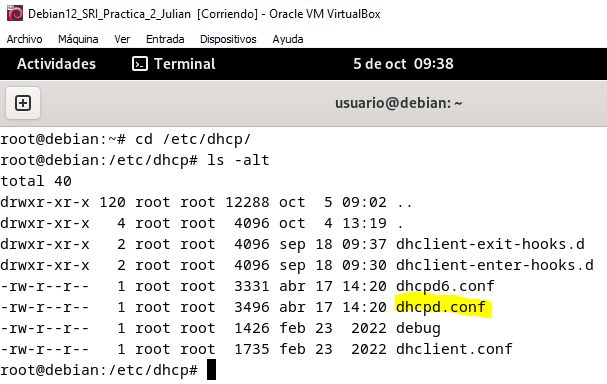 Debian12_SRI_Practica_2_Julian [Corriendo] - Oracle VM VirtualBox
Archivo Máquina Ver Entrada Dispositivos Ayuda
Actividades Terminal 5 de oct 09:38
usuario@debian: ~
root@debian:~# cd /etc/dhcp/
root@debian:/etc/dhcp# ls -alt
total 40
drwxr-xr-x 120 root root 12288 oct  5 09:02 ..
drwxr-xr-x   4 root root  4096 oct  4 13:19 .
drwxr-xr-x   2 root root  4096 sep 18 09:37 dhclient-exit-hooks.d
drwxr-xr-x   2 root root  4096 sep 18 09:30 dhclient-enter-hooks.d
-rw-r--r--   1 root root  3331 abr 17 14:20 dhcpd6.conf
-rw-r--r--   1 root root  3496 abr 17 14:20 dhcpd.conf
-rw-r--r--   1 root root  1426 feb 23  2022 debug
-rw-r--r--   1 root root  1735 feb 23  2022 dhclient.conf
root@debian:/etc/dhcp#